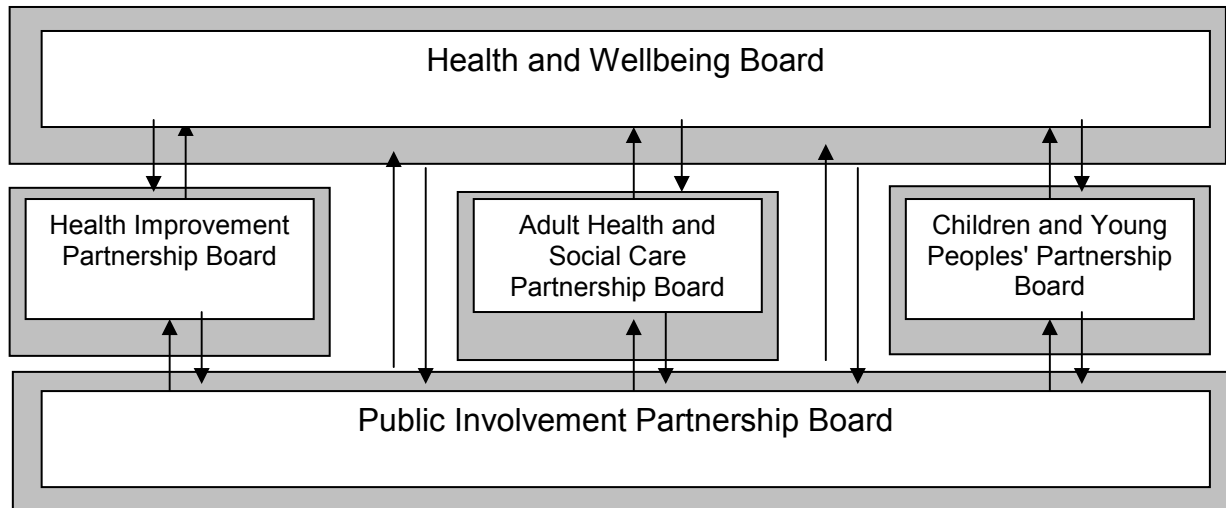 Health and Wellbeing Board
Health Improvement
Partnership Board
Adult Health and
Social Care
Partnership Board
Children and Young
Peoples' Partnership
Board
Public Involvement Partnership Board